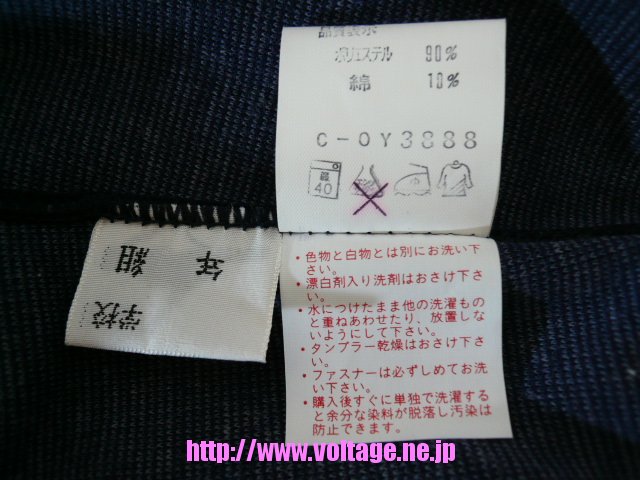 品質表示
ポリエステル 90%
綿 10%
C-OY3888
弱
40
年 組
学校
・色物と白物とは別にお洗い下
さい。
・漂白剤入り洗剤はおさけ下さ
い。
・水につけたまま他の洗濯もの
と重ねあわせたり、放置しな
いようにして下さい。
・タンブラー乾燥はおさけ下さ
い。
・ファスナーは必ずしめてお洗
い下さい。
・購入後すぐに単独で洗濯する
と余分な染料が脱落し汚染は
防止できます。
http://www.voltage.ne.jp